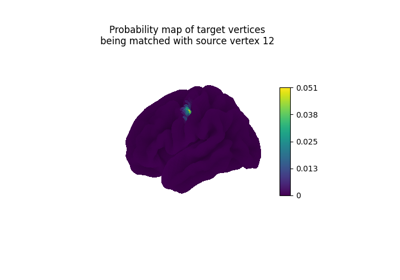 Probability map of target vertices
being matched with source vertex 12
0.051
0.038
0.025
0.013
0